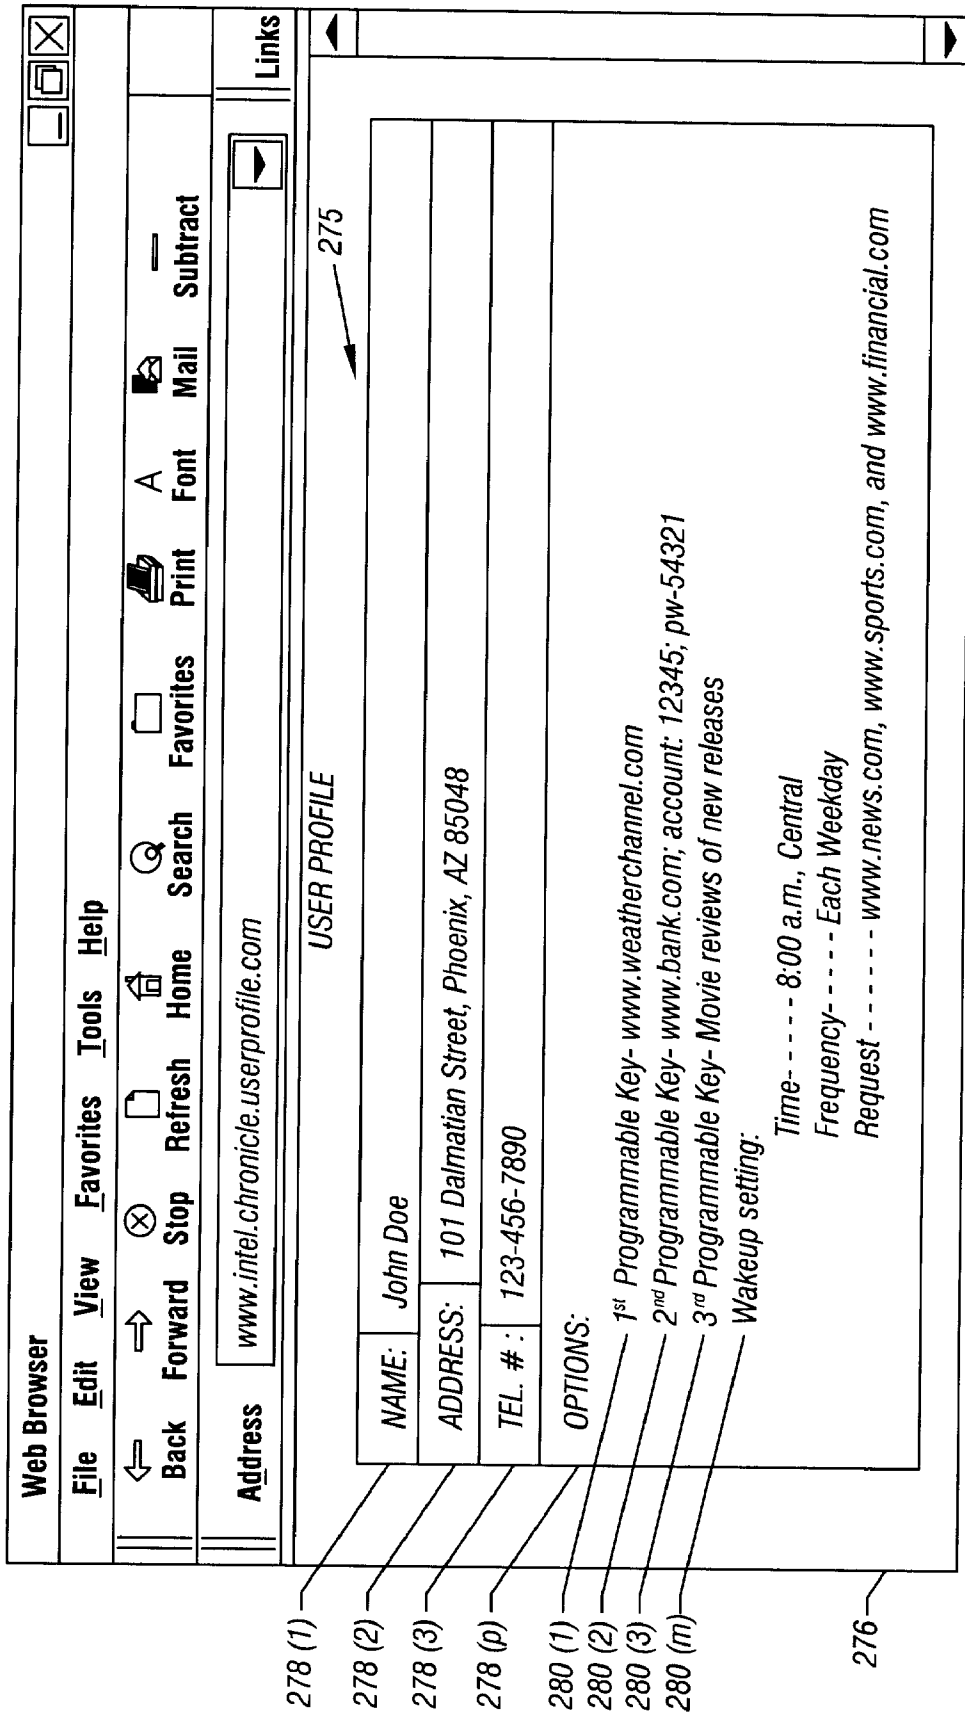 Web Browser
File Edit View Favorites Tools Help
Back Forward Stop Refresh Home Search Favorites Print Font Mail Subtract
Address www.intel.chronicle.userprofile.com Links
USER PROFILE
275
278 (1) NAME: John Doe
278 (2) ADDRESS: 101 Dalmatian Street, Phoenix, AZ 85048
278 (3) TEL. # : 123-456-7890
278 (p) OPTIONS:
280 (1) 1st Programmable Key- www.weatherchannel.com
280 (2) 2nd Programmable Key- www.bank.com; account: 12345; pw-54321
280 (3) 3rd Programmable Key- Movie reviews of new releases
280 (m) Wakeup setting:
Time- - - - - 8:00 a.m., Central
Frequency- - - - - Each Weekday
Request - - - - - - www.news.com, www.sports.com, and www.financial.com
276